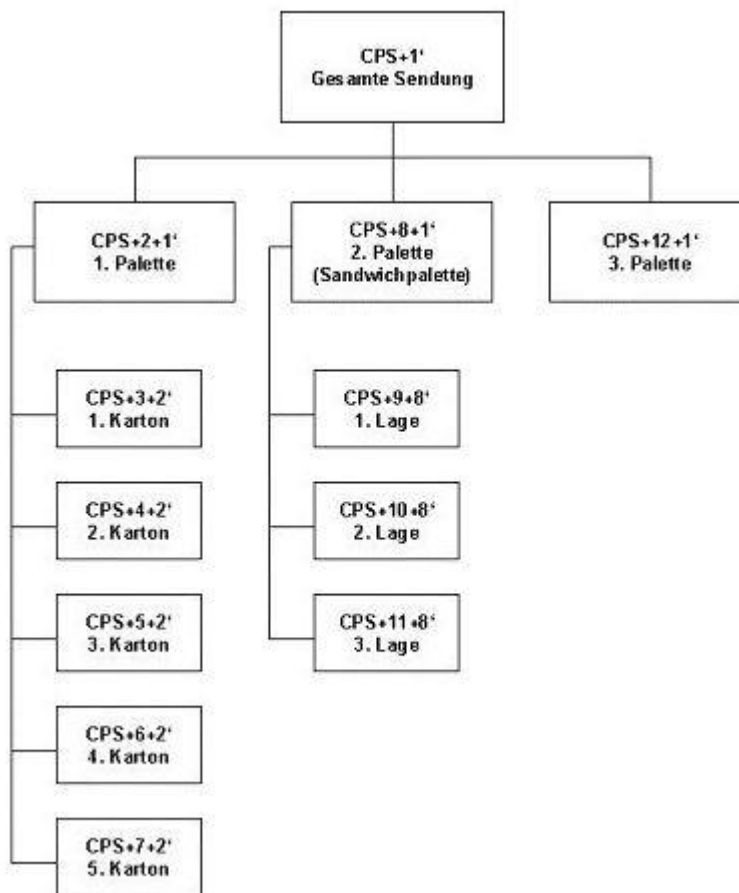 CPS+1‘
Gesamte Sendung
CPS+2+1‘
1. Palette
CPS+8+1‘
2. Palette
(Sandwichpalette)
CPS+12+1‘
3. Palette
CPS+3+2‘
1. Karton
CPS+4+2‘
2. Karton
CPS+5+2‘
3. Karton
CPS+6+2‘
4. Karton
CPS+7+2‘
5. Karton
CPS+9+8‘
1. Lage
CPS+10+8‘
2. Lage
CPS+11+8‘
3. Lage